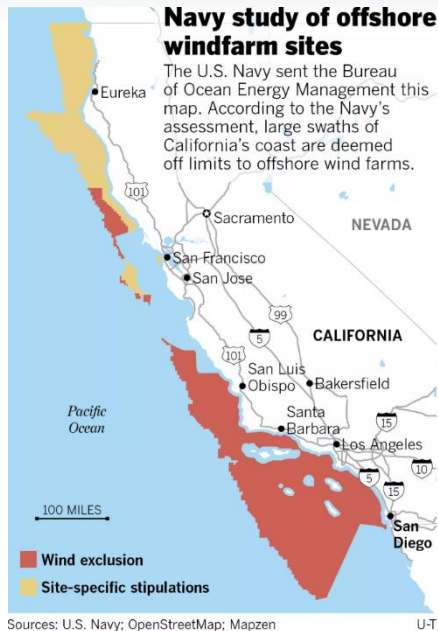 Navy study of offshore
windfarm sites
The U.S. Navy sent the Bureau
of Ocean Energy Management this
map. According to the Navy's
assessment, large swaths of
California's coast are deemed
off limits to offshore wind farms.
Eureka
101
Sacramento
NEVADA
San Francisco
San Jose
99
5
CALIFORNIA
101
San Luis
Obispo
Bakersfield
Pacific
Ocean
Santa
Barbara
15
Los Angeles
10
5
15
100 MILES
San
Diego
Wind exclusion
Site-specific stipulations
Sources: U.S. Navy; OpenStreetMap; Mapzen
U-T